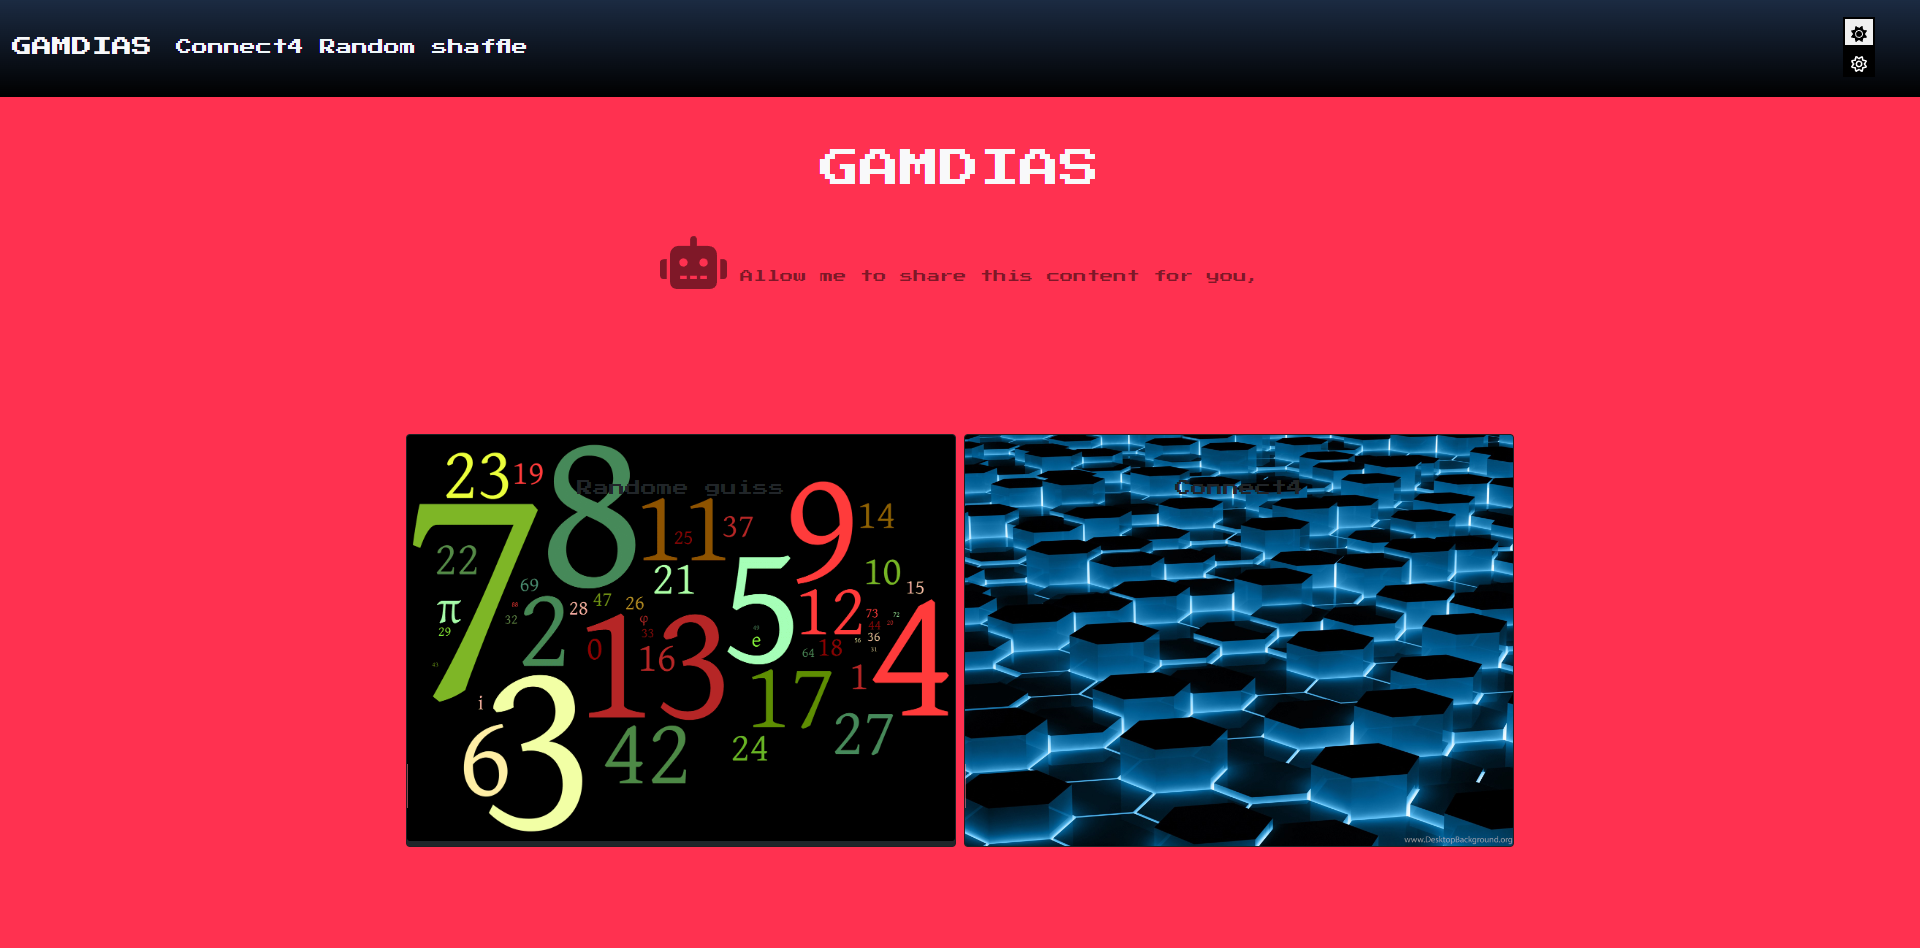 GAMDIAS Connect4 Random shaffle
GAMDIAS
Allow me to share this content for you,
Randome guiss
Connect4
23 19 8 11 25 37 9 14
7 22 69 21 5 10 15
π 29 32 2 28 47 26 φ 33 12 73 72
44 36
0 13 16 e 64 18 1 4
i 3 17 27
6 42 24
www.DesktopBackground.org